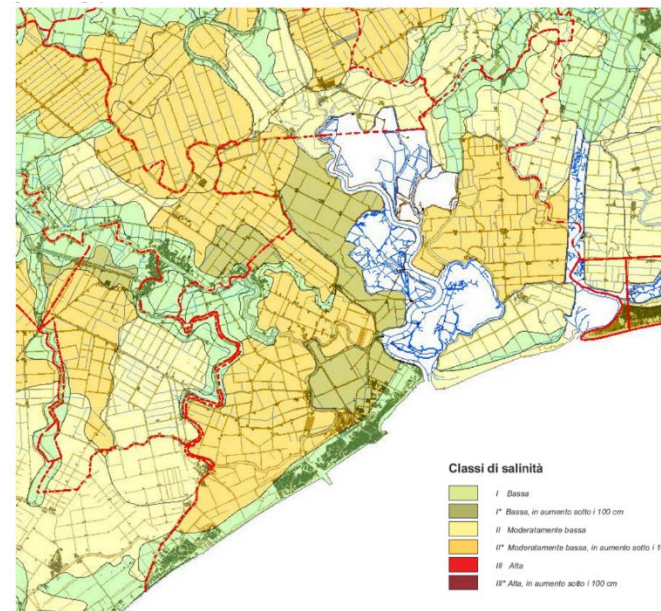 Classi di salinità
I Bassa
I* Bassa, in aumento sotto i 100 cm
II Moderatamente bassa
II* Moderatamente bassa, in aumento sotto i 1
III Alta
III* Alta, in aumento sotto i 100 cm